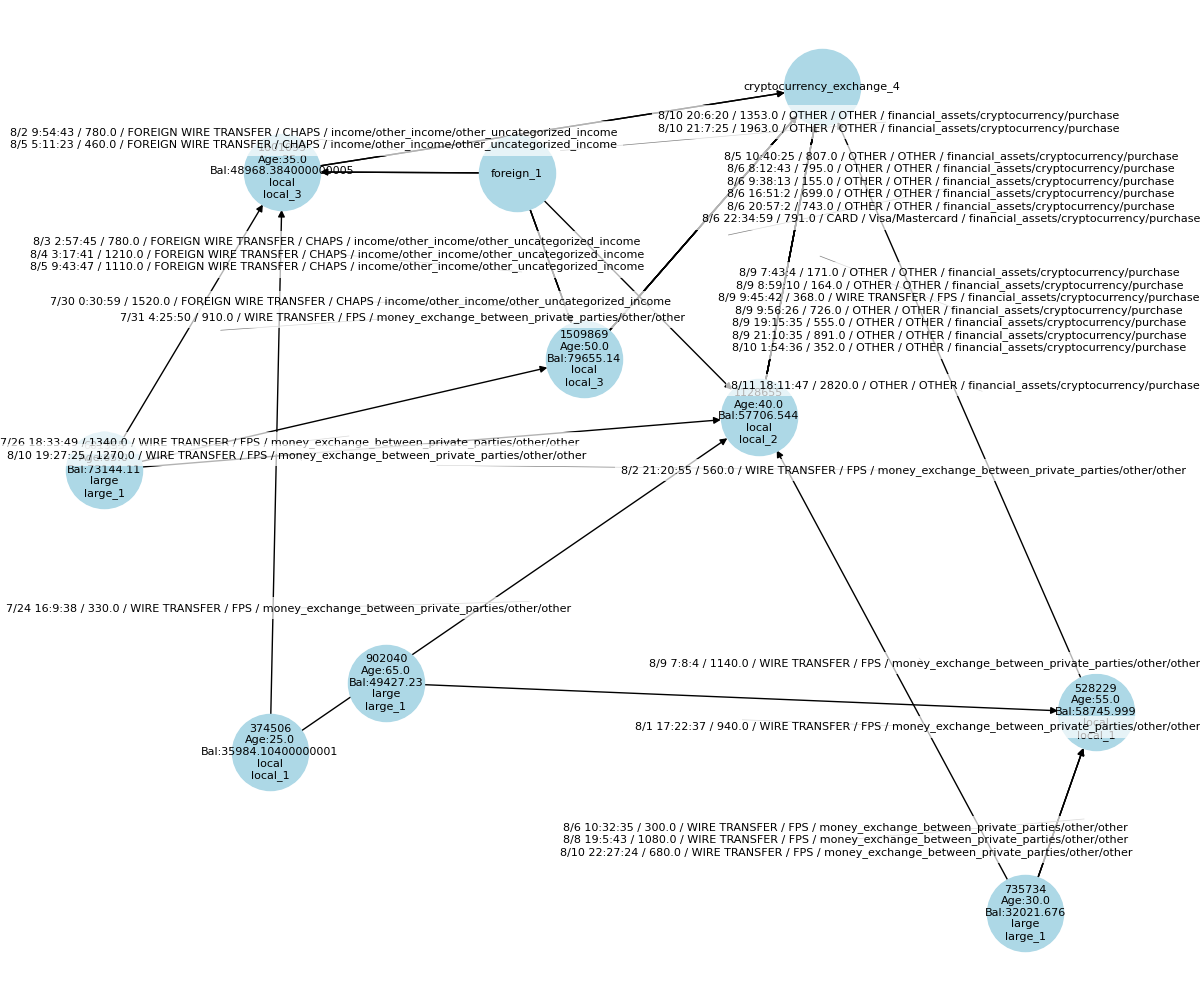 cryptocurrency_exchange_4
8/10 20:6:20 / 1353.0 / OTHER / OTHER / financial_assets/cryptocurrency/purchase
8/10 21:7:25 / 1963.0 / OTHER / OTHER / financial_assets/cryptocurrency/purchase
8/2 9:54:43 / 780.0 / FOREIGN WIRE TRANSFER / CHAPS / income/other_income/other_uncategorized_income
8/5 5:11:23 / 460.0 / FOREIGN WIRE TRANSFER / CHAPS / income/other_income/other_uncategorized_income
Age:35.0
Bal:48968.384000000005
local
local_3
foreign_1
8/5 10:40:25 / 807.0 / OTHER / OTHER / financial_assets/cryptocurrency/purchase
8/6 8:12:43 / 795.0 / OTHER / OTHER / financial_assets/cryptocurrency/purchase
8/6 9:38:13 / 155.0 / OTHER / OTHER / financial_assets/cryptocurrency/purchase
8/6 16:51:2 / 699.0 / OTHER / OTHER / financial_assets/cryptocurrency/purchase
8/6 20:57:2 / 743.0 / OTHER / OTHER / financial_assets/cryptocurrency/purchase
8/6 22:34:59 / 791.0 / CARD / Visa/Mastercard / financial_assets/cryptocurrency/purchase
8/3 2:57:45 / 780.0 / FOREIGN WIRE TRANSFER / CHAPS / income/other_income/other_uncategorized_income
8/4 3:17:41 / 1210.0 / FOREIGN WIRE TRANSFER / CHAPS / income/other_income/other_uncategorized_income
8/5 9:43:47 / 1110.0 / FOREIGN WIRE TRANSFER / CHAPS / income/other_income/other_uncategorized_income
8/9 7:43:4 / 171.0 / OTHER / OTHER / financial_assets/cryptocurrency/purchase
8/9 8:59:10 / 164.0 / OTHER / OTHER / financial_assets/cryptocurrency/purchase
8/9 9:45:42 / 368.0 / WIRE TRANSFER / FPS / financial_assets/cryptocurrency/purchase
8/9 9:56:26 / 726.0 / OTHER / OTHER / financial_assets/cryptocurrency/purchase
8/9 19:15:35 / 555.0 / OTHER / OTHER / financial_assets/cryptocurrency/purchase
8/9 21:10:35 / 891.0 / OTHER / OTHER / financial_assets/cryptocurrency/purchase
8/10 1:54:36 / 352.0 / OTHER / OTHER / financial_assets/cryptocurrency/purchase
7/30 0:30:59 / 1520.0 / FOREIGN WIRE TRANSFER / CHAPS / income/other_income/other_uncategorized_income
7/31 4:25:50 / 910.0 / WIRE TRANSFER / FPS / money_exchange_between_private_parties/other/other
1509869
Age:50.0
Bal:79655.14
local
local_3
8/11 18:11:47 / 2820.0 / OTHER / OTHER / financial_assets/cryptocurrency/purchase
Age:40.0
Bal:57706.544
local
local_2
7/26 18:33:49 / 1340.0 / WIRE TRANSFER / FPS / money_exchange_between_private_parties/other/other
8/10 19:27:25 / 1270.0 / WIRE TRANSFER / FPS / money_exchange_between_private_parties/other/other
Bal:73144.11
large
large_1
8/2 21:20:55 / 560.0 / WIRE TRANSFER / FPS / money_exchange_between_private_parties/other/other
7/24 16:9:38 / 330.0 / WIRE TRANSFER / FPS / money_exchange_between_private_parties/other/other
902040
Age:65.0
Bal:49427.23
large
large_1
8/9 7:8:4 / 1140.0 / WIRE TRANSFER / FPS / money_exchange_between_private_parties/other/other
528229
Age:55.0
Bal:58745.999
local
local_1
8/1 17:22:37 / 940.0 / WIRE TRANSFER / FPS / money_exchange_between_private_parties/other/other
374506
Age:25.0
Bal:35984.10400000001
local
local_1
8/6 10:32:35 / 300.0 / WIRE TRANSFER / FPS / money_exchange_between_private_parties/other/other
8/8 19:5:43 / 1080.0 / WIRE TRANSFER / FPS / money_exchange_between_private_parties/other/other
8/10 22:27:24 / 680.0 / WIRE TRANSFER / FPS / money_exchange_between_private_parties/other/other
735734
Age:30.0
Bal:32021.676
large
large_1